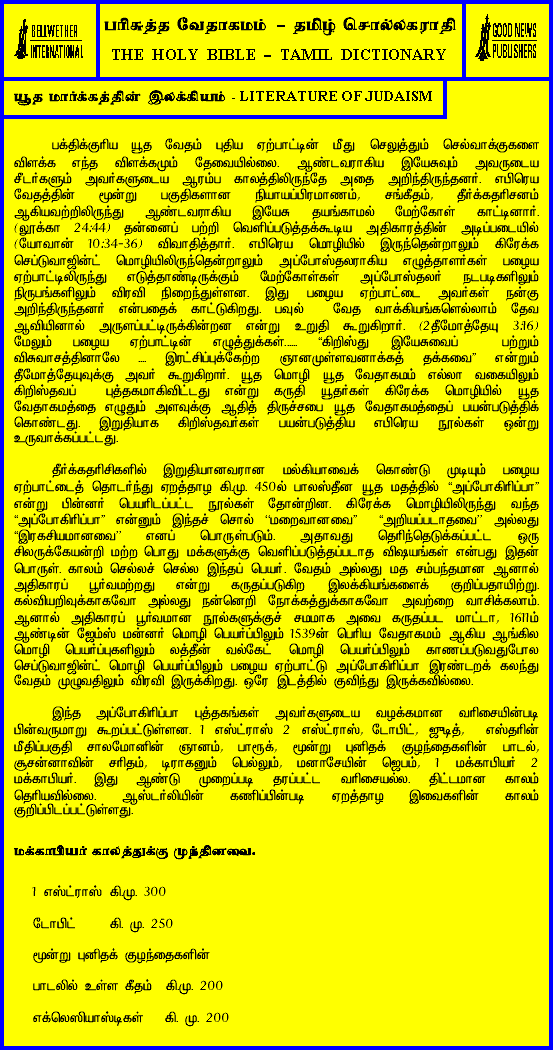 BELLWETHER
INTERNATIONAL
பரிசுத்த வேதாகமம் – தமிழ் சொல்லகராதி
THE HOLY BIBLE – TAMIL DICTIONARY
GOOD NEWS
PUBLISHERS
யூத மார்க்கத்தின் இலக்கியம் - LITERATURE OF JUDAISM
பக்திக்குரிய யூத வேதம் புதிய ஏற்பாட்டின் மீது செலுத்தும் செல்வாக்குகளை
விளக்க எந்த விளக்கமும் தேவையில்லை. ஆண்டவராகிய இயேசுவும் அவருடைய
சீடர்களும் அவர்களுடைய ஆரம்ப காலத்திலிருந்தே அதை அறிந்திருந்தனர். எபிரெய
வேதத்தின் மூன்று பகுதிகளான நியாயப்பிரமாணம், சங்கீதம், தீர்க்கதரிசனம்
ஆகியவற்றிலிருந்து ஆண்டவராகிய இயேசு தயங்காமல் மேற்கோள் காட்டினார்.
(லூக்கா 24:44) தன்னைப் பற்றி வெளிப்படுத்தக்கூடிய அதிகாரத்தின் அடிப்படையில்
(யோவான் 10:34-36) விவாதித்தார். எபிரெய மொழியில் இருந்தென்றாலும் கிரேக்க
செப்டுவாஜின்ட் மொழியிலிருந்தென்றாலும் அப்போஸ்தலராகிய எழுத்தாளர்கள் பழைய
ஏற்பாட்டிலிருந்து எடுத்தாண்டிருக்கும் மேற்கோள்கள் அப்போஸ்தலர் நடபடிகளிலும்
நிருபங்களிலும் விரவி நிறைந்துள்ளன. இது பழைய ஏற்பாட்டை அவர்கள் நன்கு
அறிந்திருந்தனர் என்பதைக் காட்டுகிறது. பவுல் வேத வாக்கியங்களெல்லாம் தேவ
ஆவியினால் அருளப்பட்டிருக்கின்றன என்று உறுதி கூறுகிறார். (2தீமோத்தேயு 3:16)
மேலும் பழைய ஏற்பாட்டின் எழுத்துக்கள்...... “கிறிஸ்து இயேசுவைப் பற்றும்
விசுவாசத்தினாலே .... இரட்சிப்புக்கேற்ற ஞானமுள்ளவனாக்கத் தக்கவை” என்றும்
தீமோத்தேயுவுக்கு அவர் கூறுகிறார். யூத மொழி யூத வேதாகமம் எல்லா வகையிலும்
கிறிஸ்தவப் புத்தகமாகிவிட்டது என்று கருதி யூதர்கள் கிரேக்க மொழியில் யூத
வேதாகமத்தை எழுதும் அளவுக்கு ஆதித் திருச்சபை யூத வேதாகமத்தைப் பயன்படுத்திக்
கொண்டது. இறுதியாக கிறிஸ்தவர்கள் பயன்படுத்திய எபிரெய நூல்கள் ஒன்று
உருவாக்கப்பட்டது.
தீர்க்கதரிசிகளில் இறுதியானவரான மல்கியாவைக் கொண்டு முடியும் பழைய
ஏற்பாட்டைத் தொடர்ந்து ஏறத்தாழ கி.மு. 450ல் பாலஸ்தீன யூத மதத்தில் “அப்போகிரிப்பா”
என்று பின்னர் பெயரிடப்பட்ட நூல்கள் தோன்றின. கிரேக்க மொழியிலிருந்து வந்த
“அப்போகிரிப்பா” என்னும் இந்தச் சொல் “மறைவானவை” “அறியப்படாதவை” அல்லது
“இரகசியமானவை” எனப் பொருள்படும். அதாவது தெரிந்தெடுக்கப்பட்ட ஒரு
சிலருக்கேயன்றி மற்ற பொது மக்களுக்கு வெளிப்படுத்தப்படாத விஷயங்கள் என்பது இதன்
பொருள். காலம் செல்லச் செல்ல இந்தப் பெயர். வேதம் அல்லது மத சம்பந்தமான ஆனால்
அதிகாரப் பூர்வமற்றது என்று கருதப்படுகிற இலக்கியங்களைக் குறிப்பதாயிற்று.
கல்வியறிவுக்காகவோ அல்லது நன்னெறி நோக்கத்துக்காகவோ அவற்றை வாசிக்கலாம்.
ஆனால் அதிகாரப் பூர்வமான நூல்களுக்குச் சமமாக அவை கருதப்பட மாட்டா, 1611ம்
ஆண்டின் ஜேம்ஸ் மன்னர் மொழி பெயர்ப்பிலும் 1539ன் பெரிய வேதாகமம் ஆகிய ஆங்கில
மொழி பெயர்ப்புகளிலும் லத்தீன் வல்கேட் மொழி பெயர்ப்பிலும் காணப்படுவதுபோல
செப்டுவாஜின்ட் மொழி பெயர்ப்பிலும் பழைய ஏற்பாட்டு அப்போகிரிப்பா இரண்டறக் கலந்து
வேதம் முழுவதிலும் விரவி இருக்கிறது. ஒரே இடத்தில் குவிந்து இருக்கவில்லை.
இந்த அப்போகிரிப்பா புத்தகங்கள் அவர்களுடைய வழக்கமான வரிசையின்படி
பின்வருமாறு கூறப்பட்டுள்ளன. 1 எஸ்ட்ராஸ் 2 எஸ்ட்ராஸ், டோபிட், ஜுடித், எஸ்தரின்
மீதிப்பகுதி சாலமோனின் ஞானம், பாரூக், மூன்று புனிதக் குழந்தைகளின் பாடல்,
சூசன்னாவின் சரிதம், டிராகனும் பெல்லும், மனாசேயின் ஜெபம், 1 மக்காபியர் 2
மக்காபியர். இது ஆண்டு முறைப்படி தரப்பட்ட வரிசையல்ல. திட்டமான காலம்
தெரியவில்லை. ஆஸ்டர்லியின் கணிப்பின்படி ஏறத்தாழ இவைகளின் காலம்
குறிப்பிடப்பட்டுள்ளது.
மக்காபியர் காலத்துக்கு முந்தினவை.
1 எஸ்ட்ராஸ் கி.மு. 300
டோபிட் கி. மு. 250
மூன்று புனிதக் குழந்தைகளின்
பாடலில் உள்ள கீதம் கி.மு. 200
எக்லெஸியாஸ்டிகள் கி. மு. 200